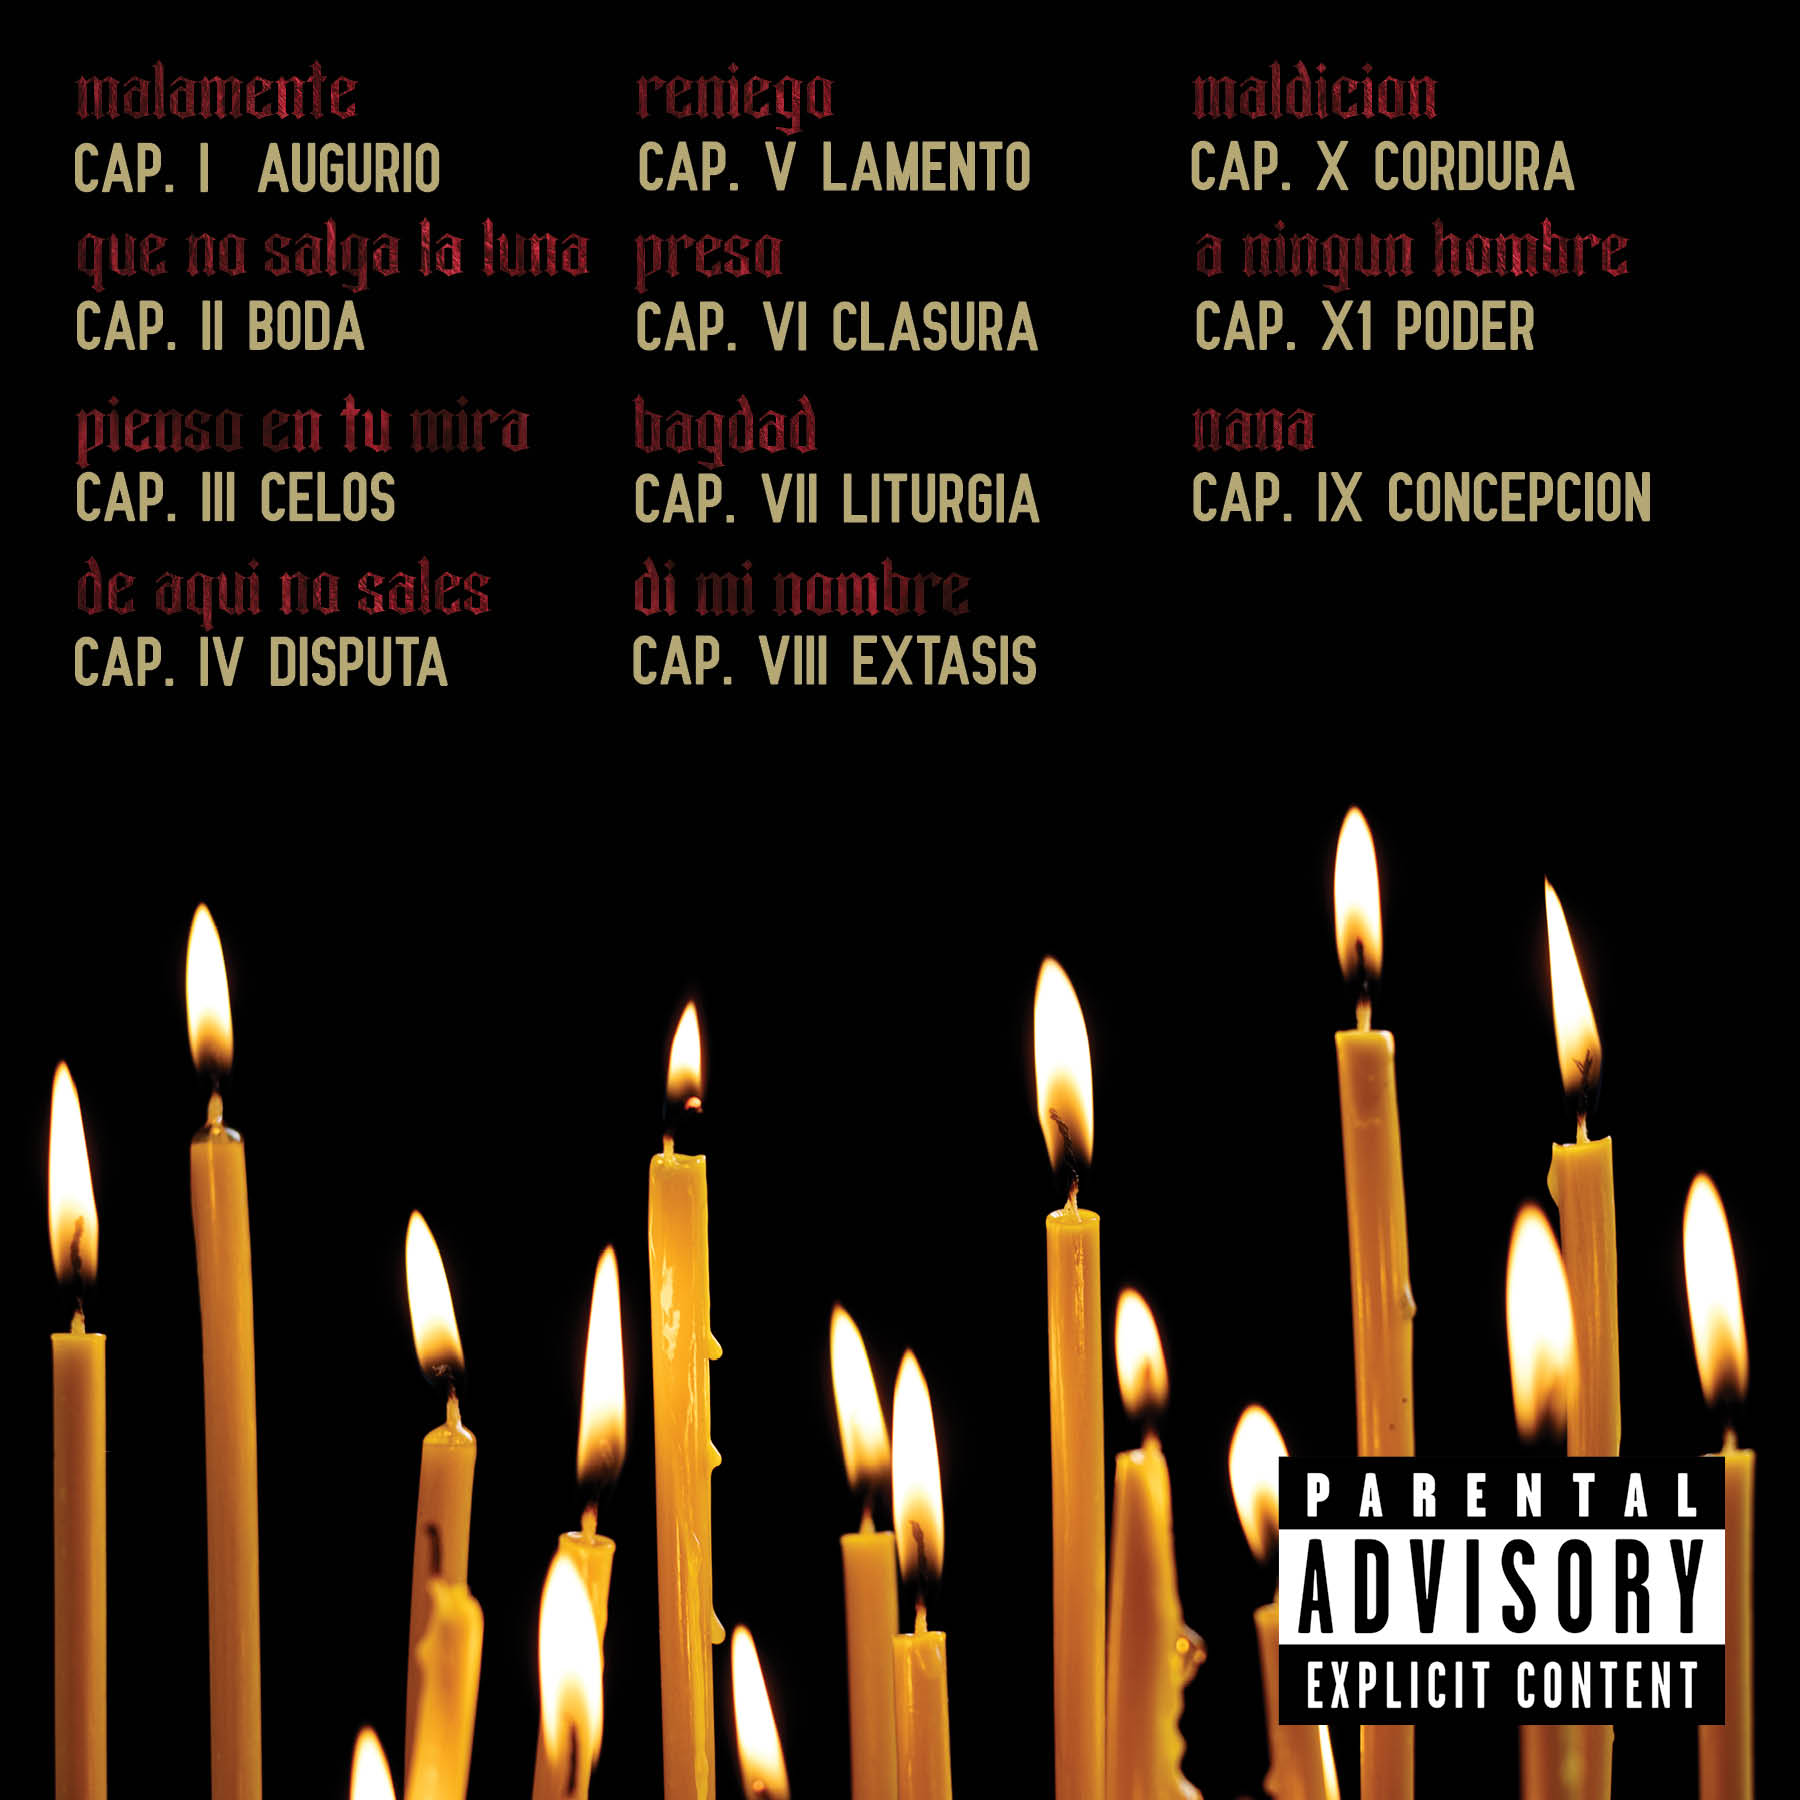 malamente
CAP. I AUGURIO
que no salga la luna
CAP. II BODA
pienso en tu mira
CAP. III CELOS
de aqui no sales
CAP. IV DISPUTA
reniego
CAP. V LAMENTO
preso
CAP. VI CLASURA
bagdad
CAP. VII LITURGIA
di mi nombre
CAP. VIII EXTASIS
maldicion
CAP. X CORDURA
a ningun hombre
CAP. X1 PODER
nana
CAP. IX CONCEPCION
PARENTAL
ADVISORY
EXPLICIT CONTENT